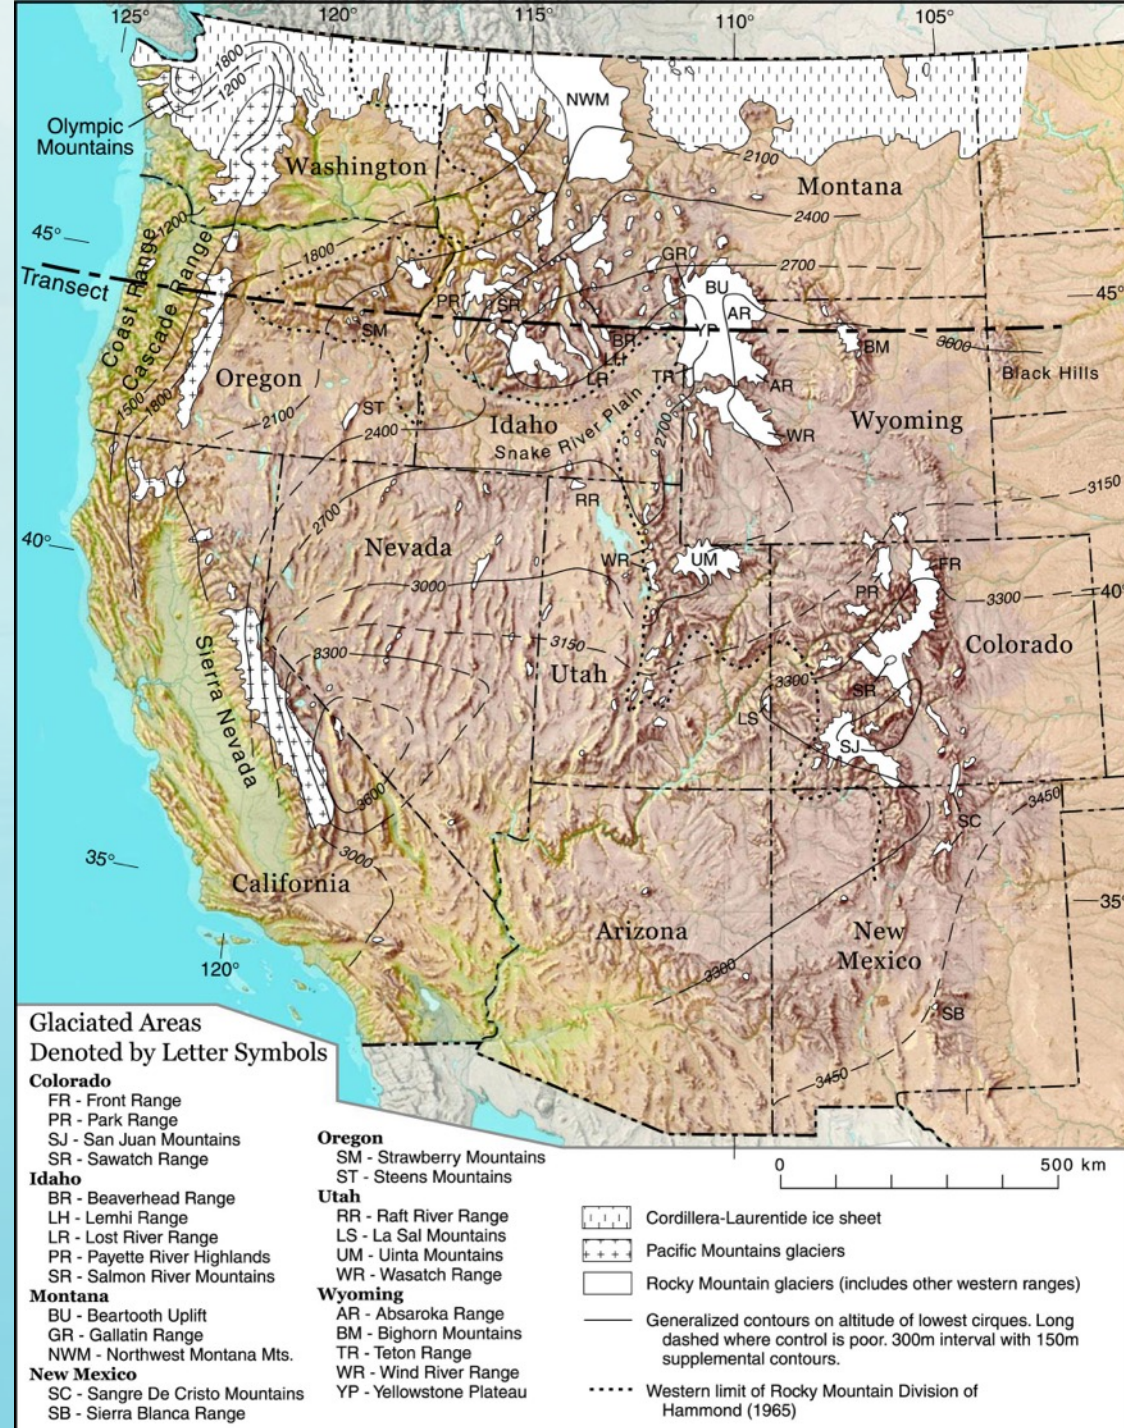 125°
120°
115°
110°
105°
1800
1200
NWM
Olympic
Mountains
Washington
2100
Montana
2400
1200
45°
1800
GR
2700
Transect
BU
45°
PR
SR
AR
Coast Range
Cascade Range
SM
YP
BR
BM
3000
LH
Black Hills
Oregon
LR
TR
AR
1500
1800
ST
2100
2400
Idaho
Snake River Plain
2700
Wyoming
WR
RR
3150
2700
40°
Nevada
WR
UM
FR
3000
PR
3300
40°
Sierra Nevada
3150
Colorado
3300
Utah
3300
SR
LS
SJ
3600
3450
SC
3000
35°
California
35°
Arizona
New
Mexico
3300
120°
SB
3450
Glaciated Areas
Denoted by Letter Symbols
Colorado
FR - Front Range
PR - Park Range
SJ - San Juan Mountains
SR - Sawatch Range
Idaho
BR - Beaverhead Range
LH - Lemhi Range
LR - Lost River Range
PR - Payette River Highlands
SR - Salmon River Mountains
Montana
BU - Beartooth Uplift
GR - Gallatin Range
NWM - Northwest Montana Mts.
New Mexico
SC - Sangre De Cristo Mountains
SB - Sierra Blanca Range
Oregon
SM - Strawberry Mountains
ST - Steens Mountains
Utah
RR - Raft River Range
LS - La Sal Mountains
UM - Uinta Mountains
WR - Wasatch Range
Wyoming
AR - Absaroka Range
BM - Bighorn Mountains
TR - Teton Range
WR - Wind River Range
YP - Yellowstone Plateau
110°
0
500 km
Cordillera-Laurentide ice sheet
Pacific Mountains glaciers
Rocky Mountain glaciers (includes other western ranges)
Generalized contours on altitude of lowest cirques. Long
dashed where control is poor. 300m interval with 150m
supplemental contours.
Western limit of Rocky Mountain Division of
Hammond (1965)